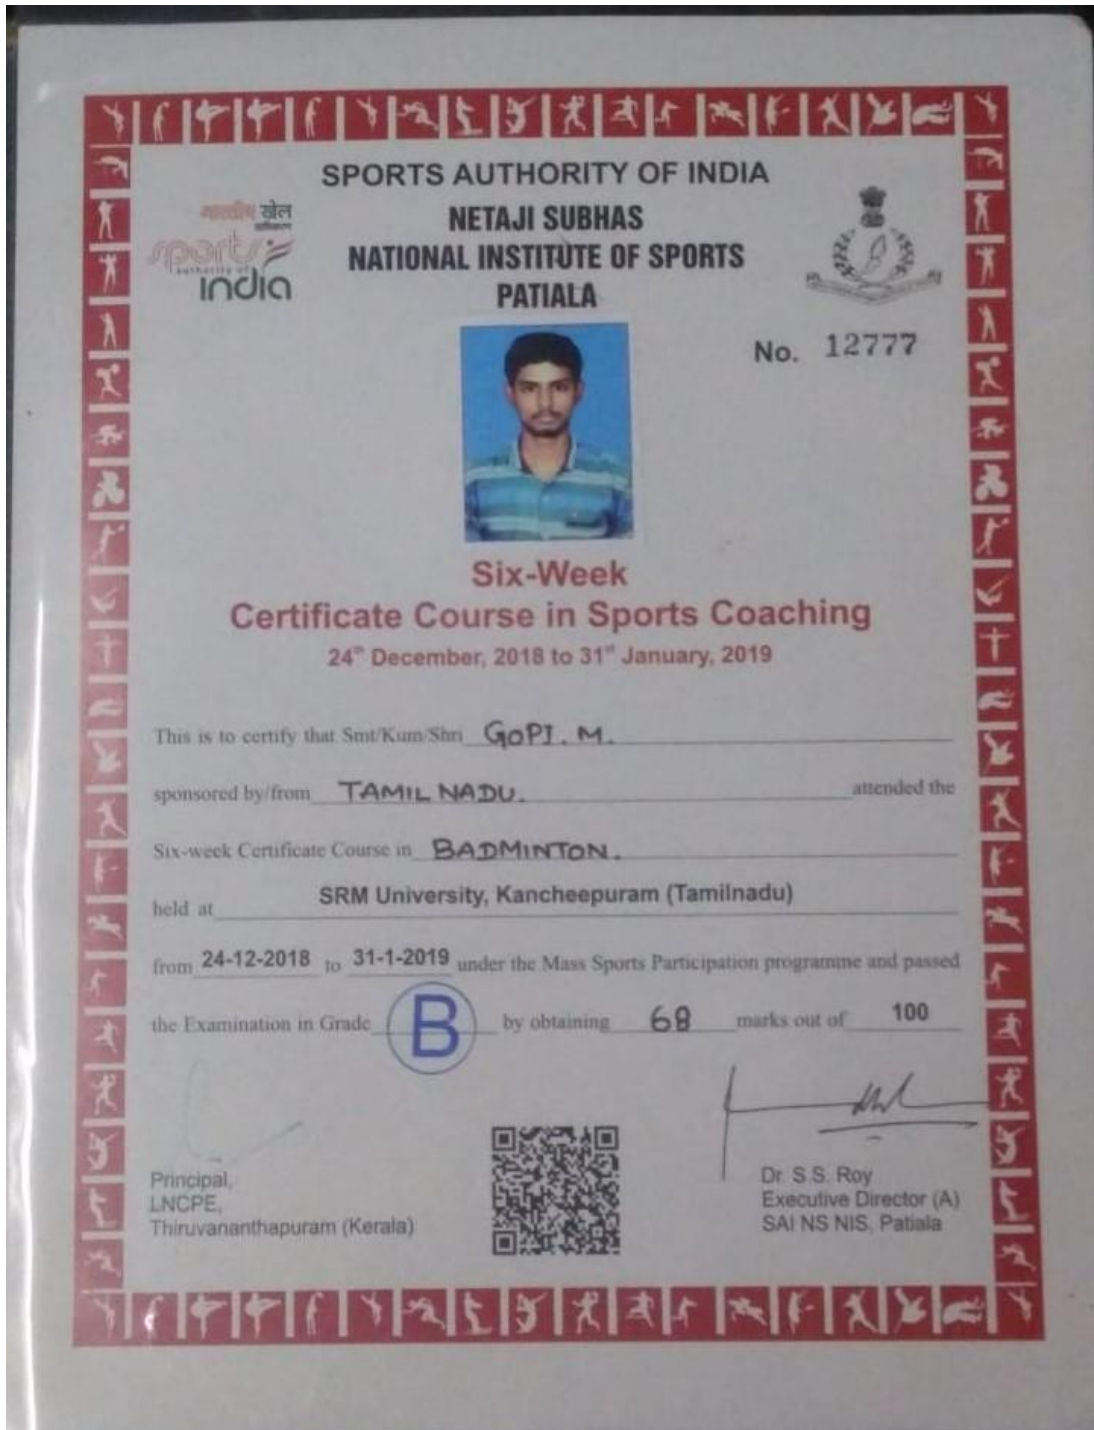 SPORTS AUTHORITY OF INDIA
भारतीय खेल
प्राधिकरण
sports
authority of
india
NETAJI SUBHAS
NATIONAL INSTITUTE OF SPORTS
PATIALA
No. 12777
Six-Week
Certificate Course in Sports Coaching
24th December, 2018 to 31st January, 2019
This is to certify that Smt/Kum/Shri GOPI. M.
sponsored by/from TAMIL NADU. attended the
Six-week Certificate Course in BADMINTON.
held at SRM University, Kancheepuram (Tamilnadu)
from 24-12-2018 to 31-1-2019 under the Mass Sports Participation programme and passed
the Examination in Grade B by obtaining 68 marks out of 100
Principal,
LNCPE,
Thiruvananthapuram (Kerala)
Dr. S.S. Roy
Executive Director (A)
SAI NS NIS, Patiala